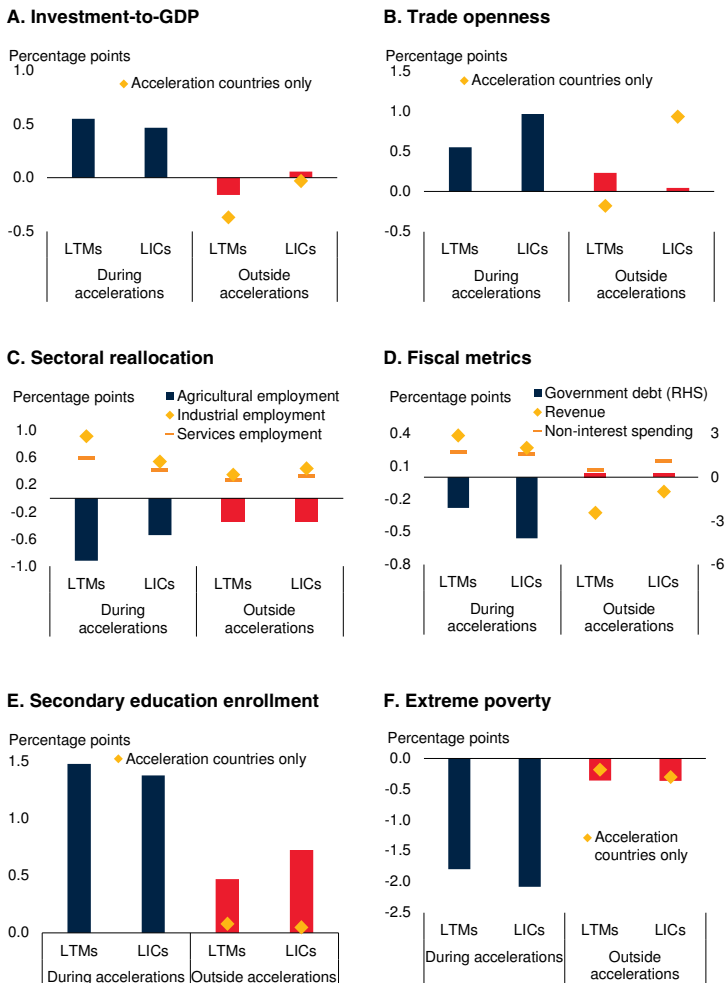 A. Investment-to-GDP
Percentage points
1.0
0.5
0.0
-0.5
Acceleration countries only
LTMs LICs LTMs LICs
During accelerations
Outside accelerations
B. Trade openness
Percentage points
1.5
1.0
0.5
0.0
-0.5
Acceleration countries only
LTMs LICs LTMs LICs
During accelerations
Outside accelerations
C. Sectoral reallocation
Percentage points
Agricultural employment
Industrial employment
Services employment
1.0
0.6
0.2
-0.2
-0.6
-1.0
LTMs LICs LTMs LICs
During accelerations
Outside accelerations
D. Fiscal metrics
Percentage points
Government debt (RHS)
Revenue
Non-interest spending
0.4
0.1
-0.2
-0.5
-0.8
3
0
-3
-6
LTMs LICs LTMs LICs
During accelerations
Outside accelerations
E. Secondary education enrollment
Percentage points
Acceleration countries only
1.5
1.0
0.5
0.0
LTMs LICs LTMs LICs
During accelerations Outside accelerations
F. Extreme poverty
Percentage points
0.0
-0.5
-1.0
-1.5
-2.0
-2.5
Acceleration
countries only
LTMs LICs LTMs LICs
During accelerations
Outside
accelerations